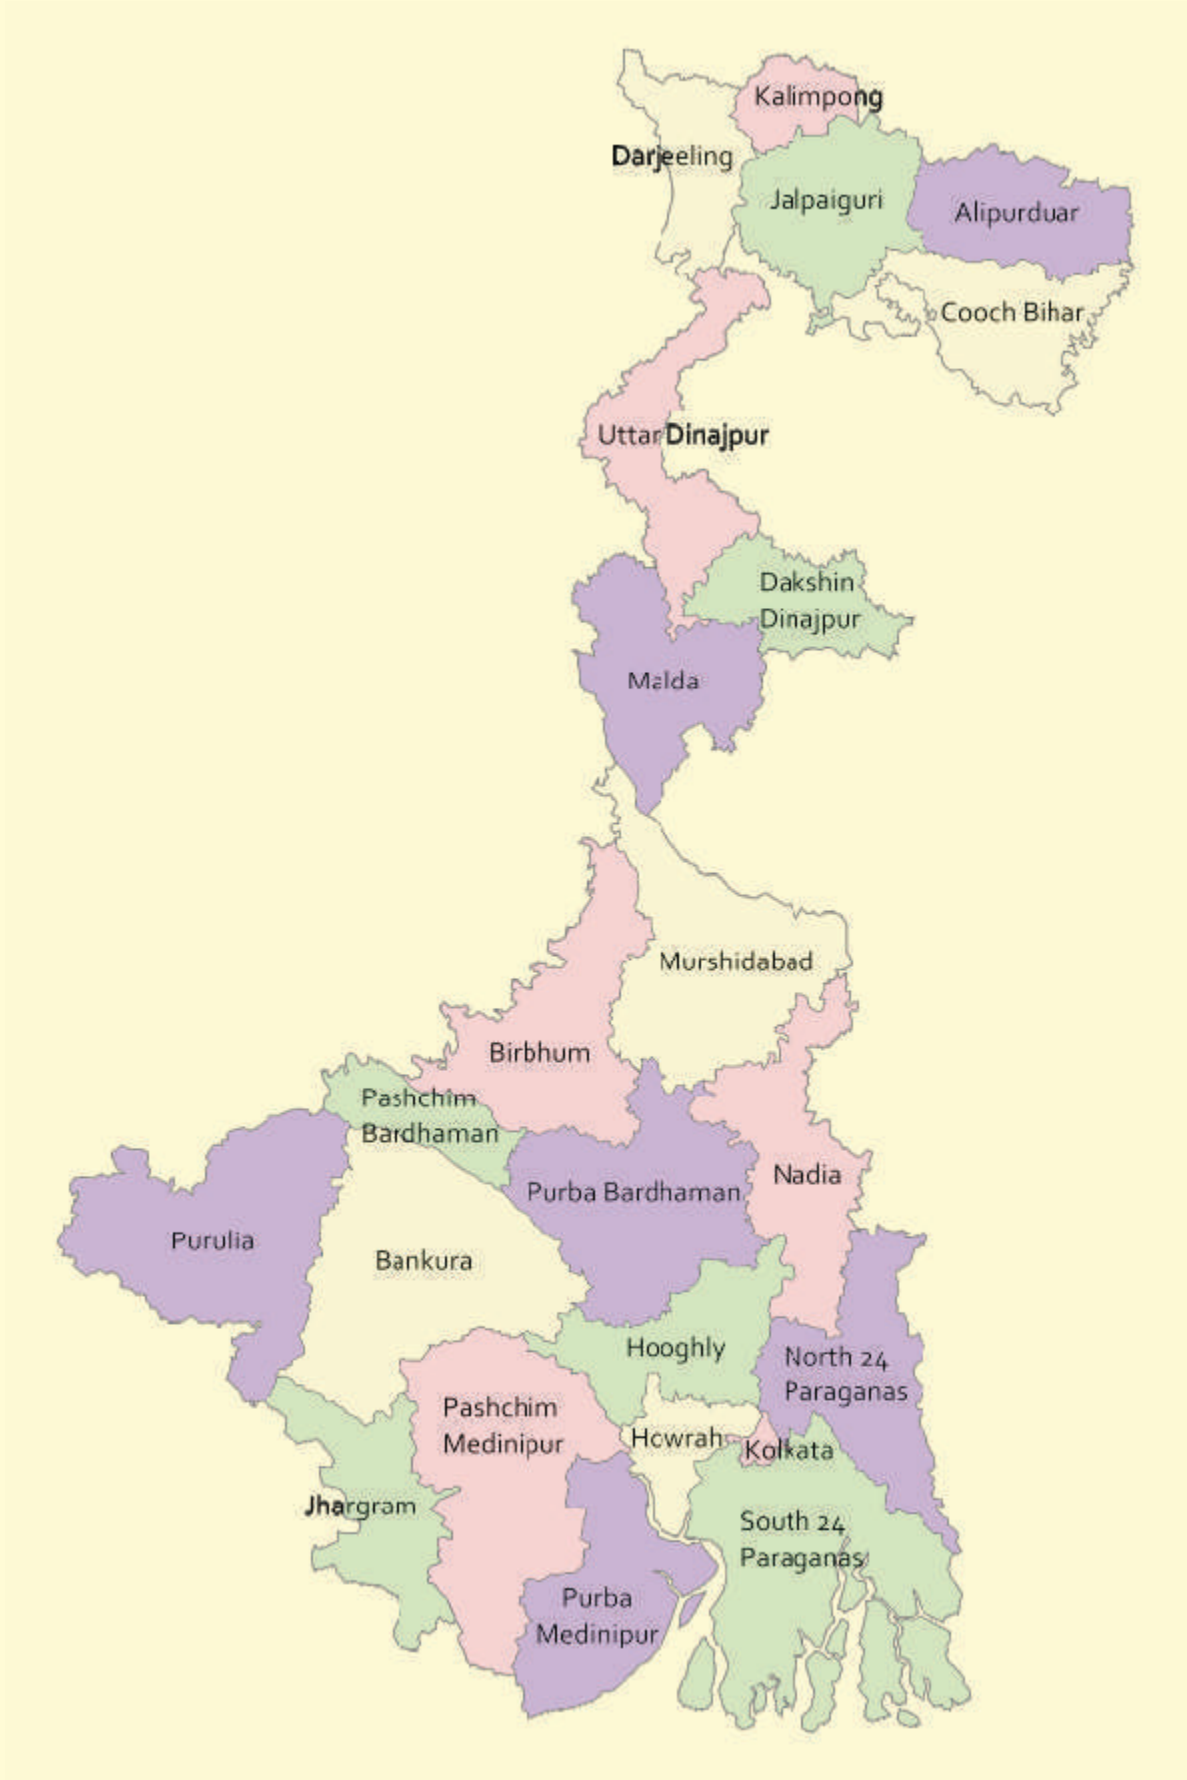 Kalimpong
Darjeeling
Jalpaiguri
Alipurduar
Cooch Bihar
Uttar Dinajpur
Dakshin
Dinajpur
Malda
Murshidabad
Birbhum
Pashchim
Bardhaman
Nadia
Purba Bardhaman
Purulia
Bankura
Hooghly
North 24
Paraganas
Pashchim
Medinipur
Howrah
Kolkata
Jhargram
South 24
Paraganas
Purba
Medinipur